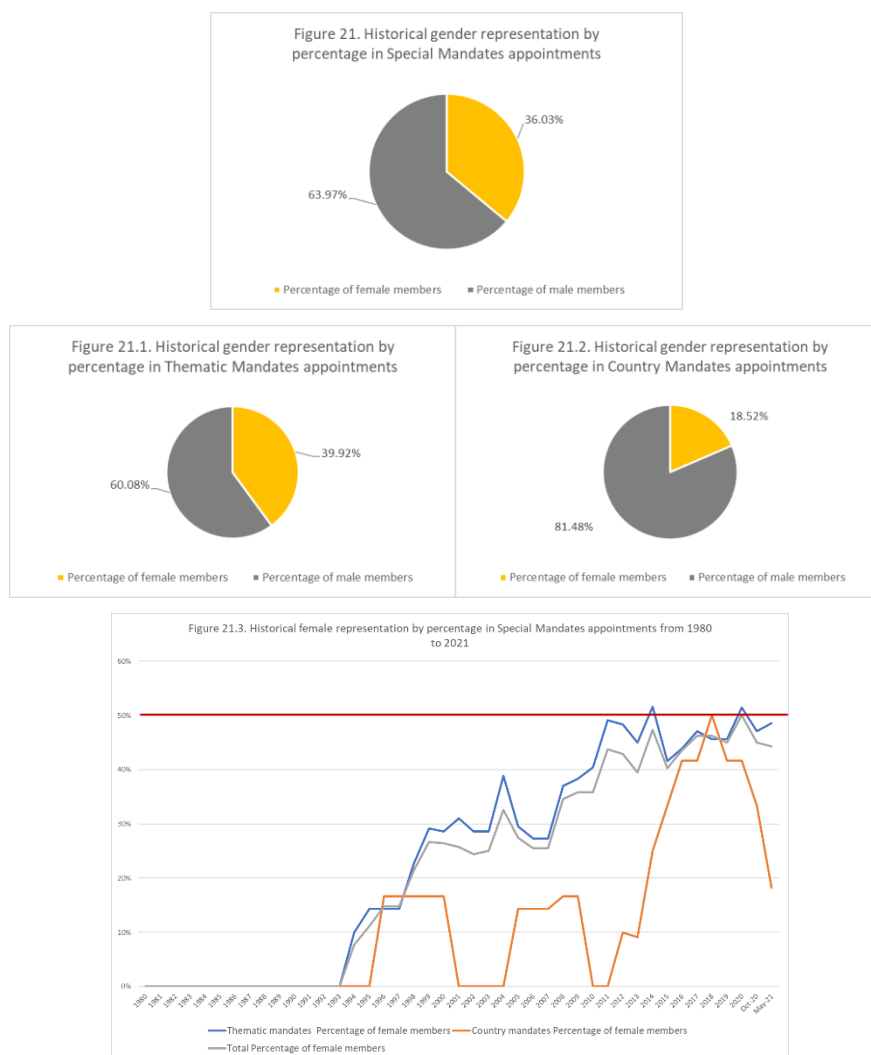 Figure 21. Historical gender representation by
percentage in Special Mandates appointments
36.03%
63.97%
Percentage of female members Percentage of male members
Figure 21.1. Historical gender representation by
percentage in Thematic Mandates appointments
39.92%
60.08%
Percentage of female members Percentage of male members
Figure 21.2. Historical gender representation by
percentage in Country Mandates appointments
18.52%
81.48%
Percentage of female members Percentage of male members
Figure 21.3. Historical female representation by percentage in Special Mandates appointments from 1980
to 2021
60%
50%
40%
30%
20%
10%
0%
1980 1981 1982 1983 1984 1985 1986 1987 1988 1989 1990 1991 1992 1993 1994 1995 1996 1997 1998 1999 2000 2001 2002 2003 2004 2005 2006 2007 2008 2009 2010 2011 2012 2013 2014 2015 2016 2017 2018 2019 2020 Oct-20 May-21
Thematic mandates Percentage of female members Country mandates Percentage of female members
Total Percentage of female members